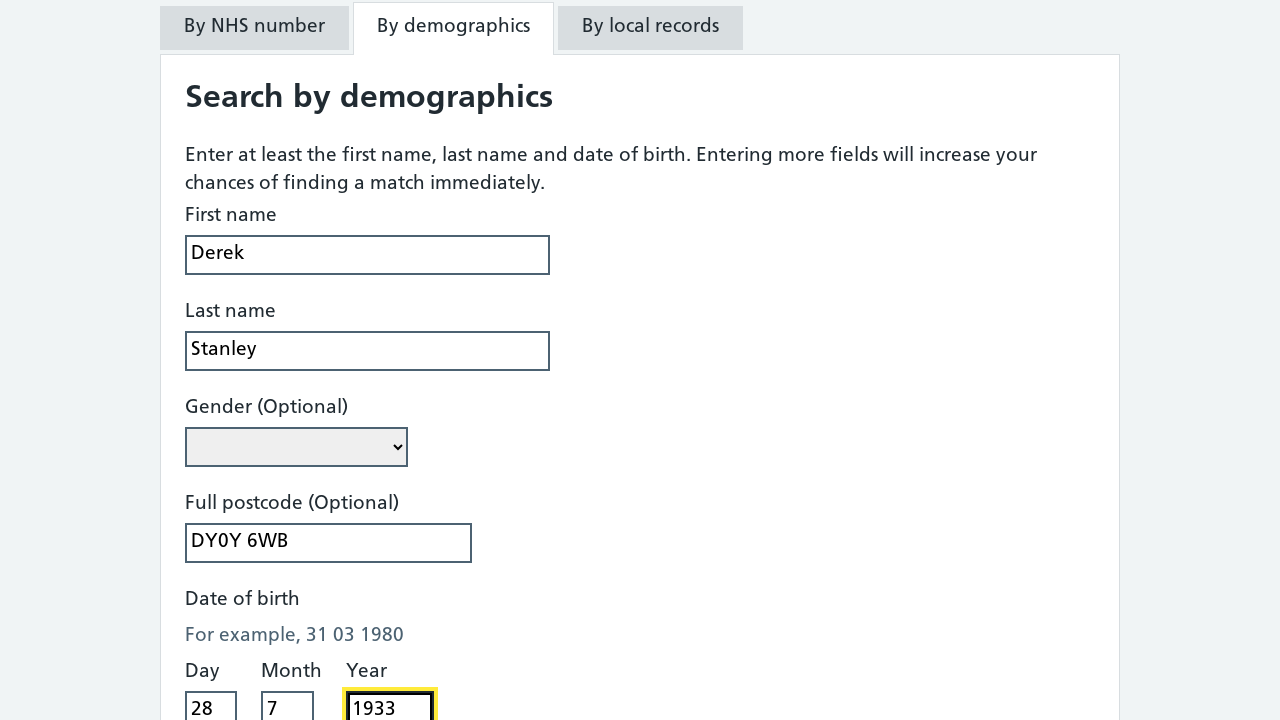 By NHS number
By demographics
By local records
Search by demographics
Enter at least the first name, last name and date of birth. Entering more fields will increase your
chances of finding a match immediately.
First name
Derek
Last name
Stanley
Gender (Optional)
Full postcode (Optional)
DY0Y 6WB
Date of birth
For example, 31 03 1980
Day Month Year
28 7 1933